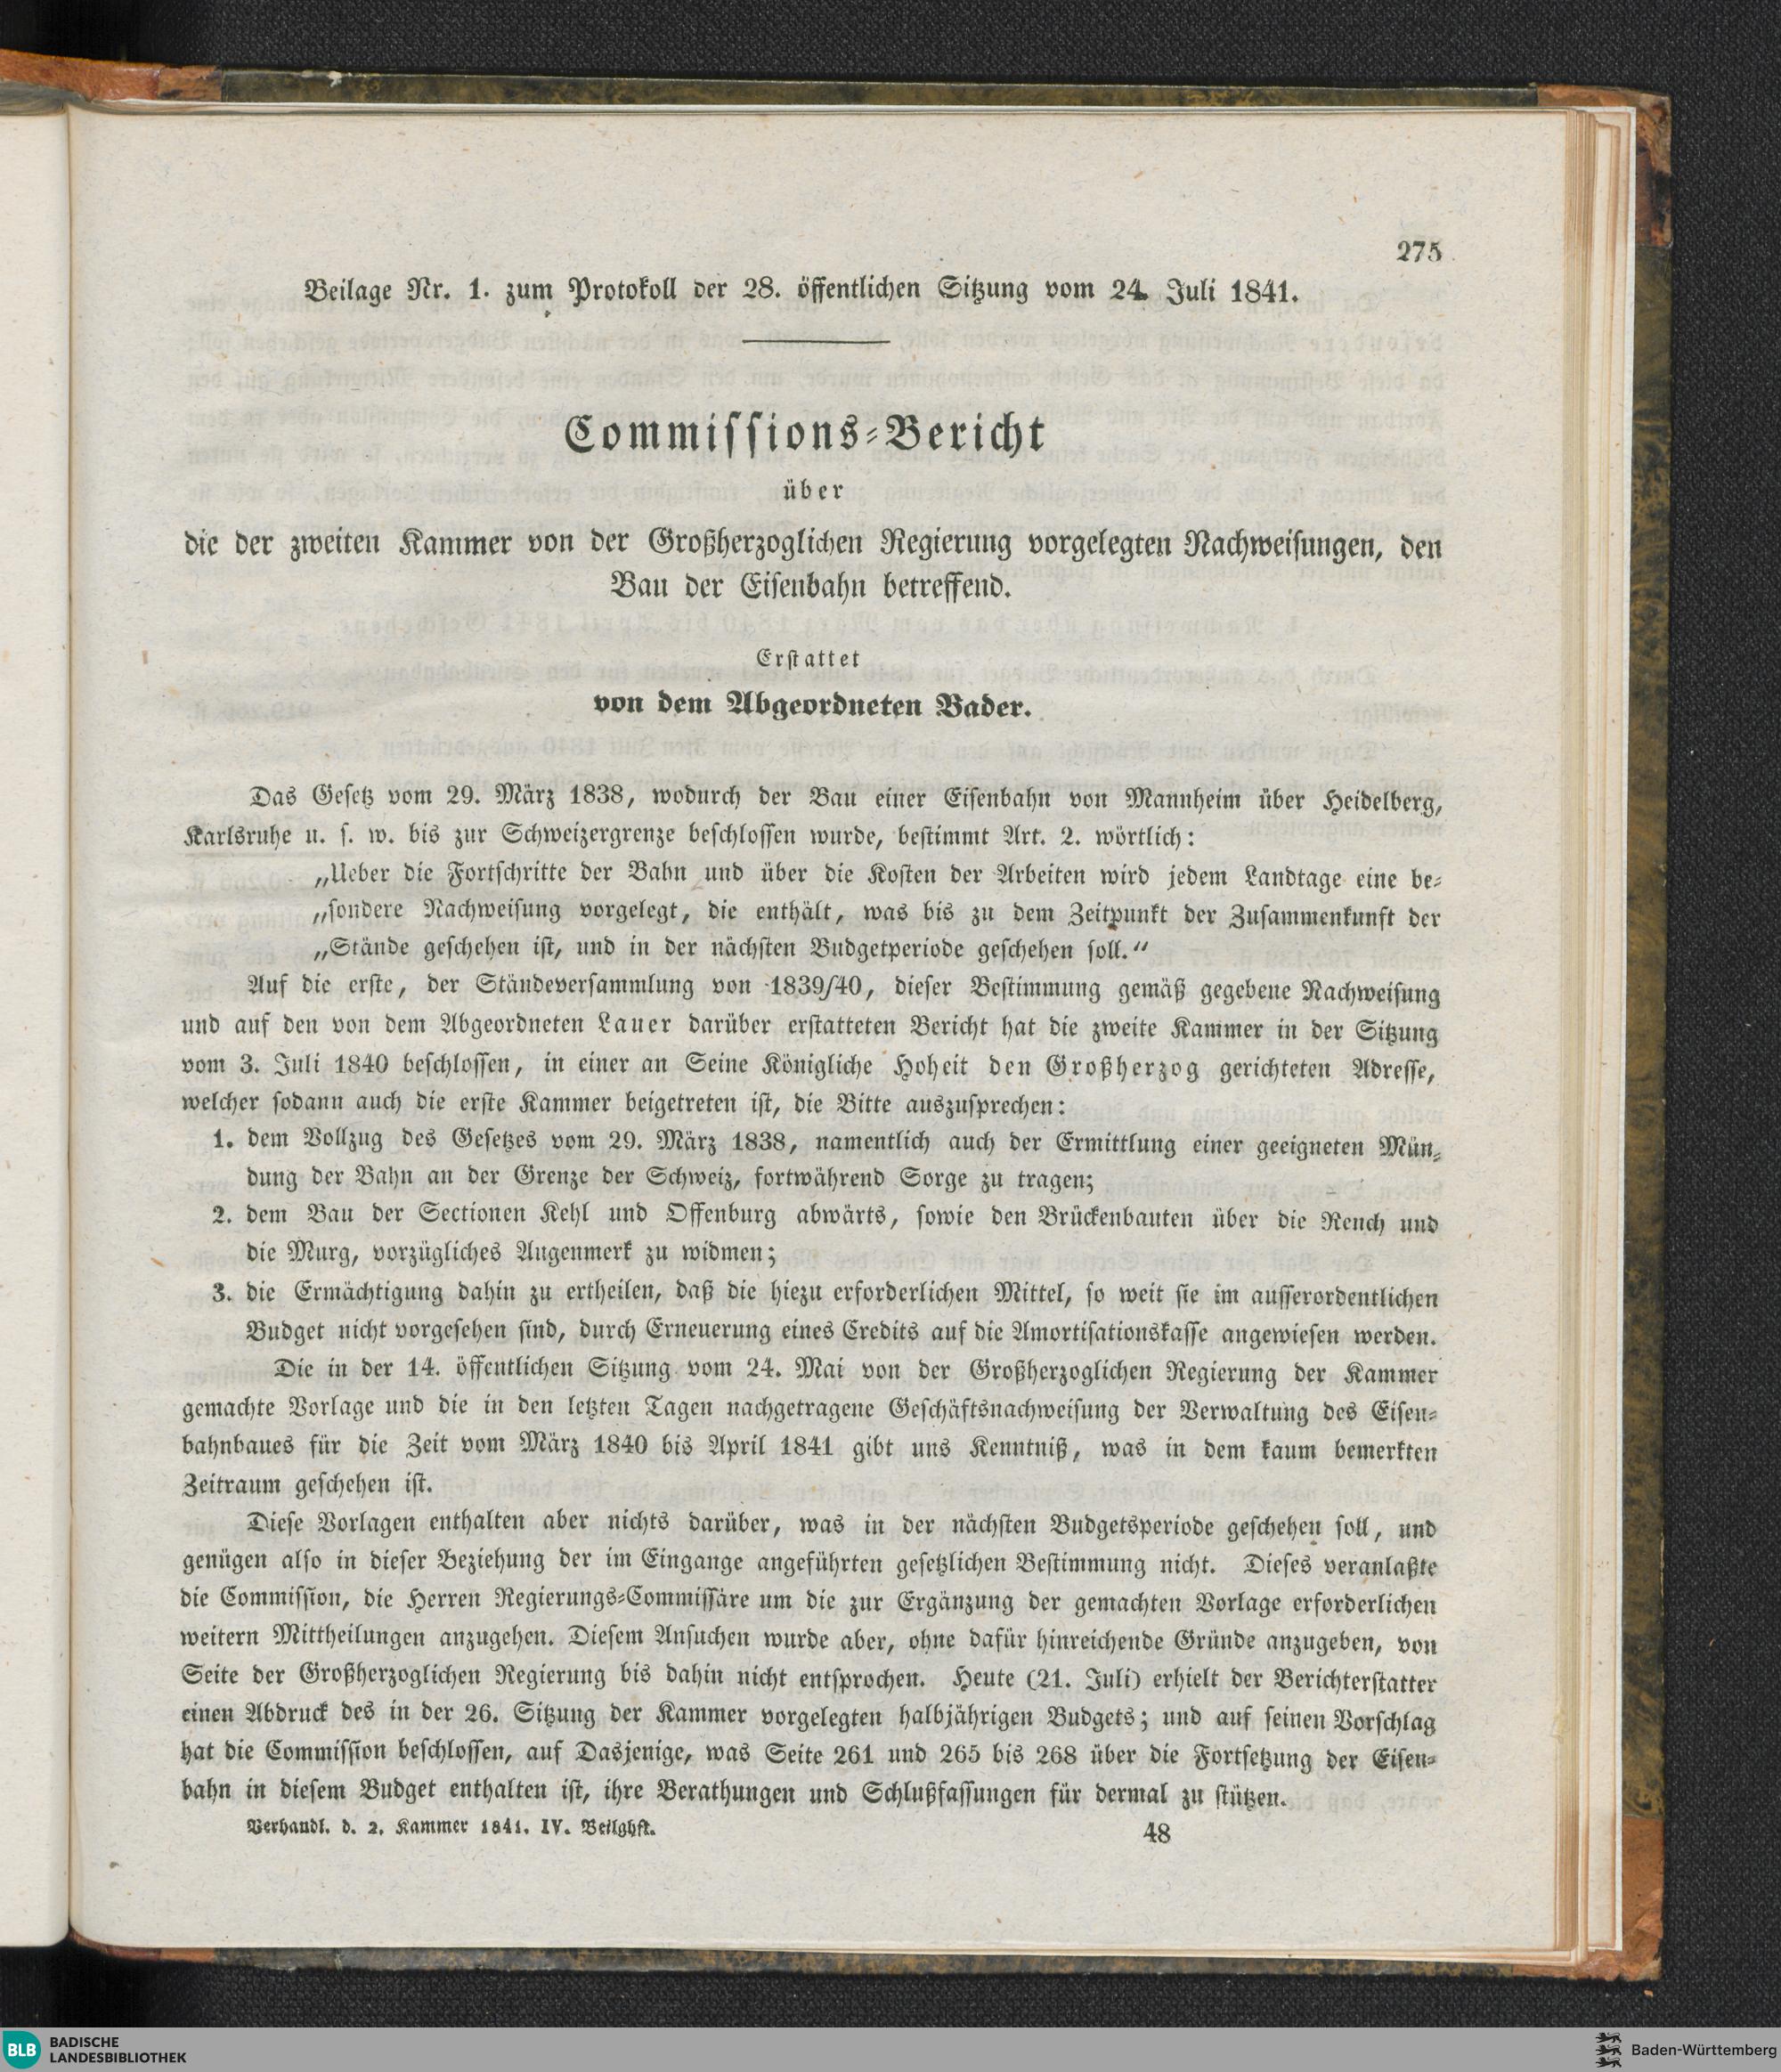 275
Beilage Nr. 1. zum Protokoll der 28. öffentlichen Sitzung vom 24. Juli 1841.
Commissions-Bericht
über
die der zweiten Kammer von der Großherzoglichen Regierung vorgelegten Nachweisungen, den
Bau der Eisenbahn betreffend.
Erstattet
von dem Abgeordneten Bader.
Das Gesetz vom 29. März 1838, wodurch der Bau einer Eisenbahn von Mannheim über Heidelberg,
Karlsruhe u. s. w. bis zur Schweizergrenze beschlossen wurde, bestimmt Art. 2. wörtlich:
„Ueber die Fortschritte der Bahn und über die Kosten der Arbeiten wird jedem Landtage eine be-
„sondere Nachweisung vorgelegt, die enthält, was bis zu dem Zeitpunkt der Zusammenkunft der
„Stände geschehen ist, und in der nächsten Budgetperiode geschehen soll.“
Auf die erste, der Ständeversammlung von 1839/40, dieser Bestimmung gemäß gegebene Nachweisung
und auf den von dem Abgeordneten Lauer darüber erstatteten Bericht hat die zweite Kammer in der Sitzung
vom 3. Juli 1840 beschlossen, in einer an Seine Königliche Hoheit den Großherzog gerichteten Adresse,
welcher sodann auch die erste Kammer beigetreten ist, die Bitte auszusprechen:
1. dem Vollzug des Gesetzes vom 29. März 1838, namentlich auch der Ermittlung einer geeigneten Mün-
dung der Bahn an der Grenze der Schweiz, fortwährend Sorge zu tragen;
2. dem Bau der Sectionen Kehl und Offenburg abwärts, sowie den Brückenbauten über die Rench und
die Murg, vorzügliches Augenmerk zu widmen;
3. die Ermächtigung dahin zu ertheilen, daß die hiezu erforderlichen Mittel, so weit sie im ausserordentlichen
Budget nicht vorgesehen sind, durch Erneuerung eines Credits auf die Amortisationskasse angewiesen werden.
Die in der 14. öffentlichen Sitzung vom 24. Mai von der Großherzoglichen Regierung der Kammer
gemachte Vorlage und die in den letzten Tagen nachgetragene Geschäftsnachweisung der Verwaltung des Eisen-
bahnbaues für die Zeit vom März 1840 bis April 1841 gibt uns Kenntniß, was in dem kaum bemerkten
Zeitraum geschehen ist.
Diese Vorlagen enthalten aber nichts darüber, was in der nächsten Budgetsperiode geschehen soll, und
genügen also in dieser Beziehung der im Eingange angeführten gesetzlichen Bestimmung nicht. Dieses veranlaßte
die Commission, die Herren Regierungs-Commissäre um die zur Ergänzung der gemachten Vorlage erforderlichen
weitern Mittheilungen anzugehen. Diesem Ansuchen wurde aber, ohne dafür hinreichende Gründe anzugeben, von
Seite der Großherzoglichen Regierung bis dahin nicht entsprochen. Heute (21. Juli) erhielt der Berichterstatter
einen Abdruck des in der 26. Sitzung der Kammer vorgelegten halbjährigen Budgets; und auf seinen Vorschlag
hat die Commission beschlossen, auf Dasjenige, was Seite 261 und 265 bis 268 über die Fortsetzung der Eisen-
bahn in diesem Budget enthalten ist, ihre Berathungen und Schlußfassungen für dermal zu stützen.
Verhandl. d. 2. Kammer 1841. IV. Beilghft. 48
BLB BADISCHE
LANDESBIBLIOTHEK
Baden-Württemberg